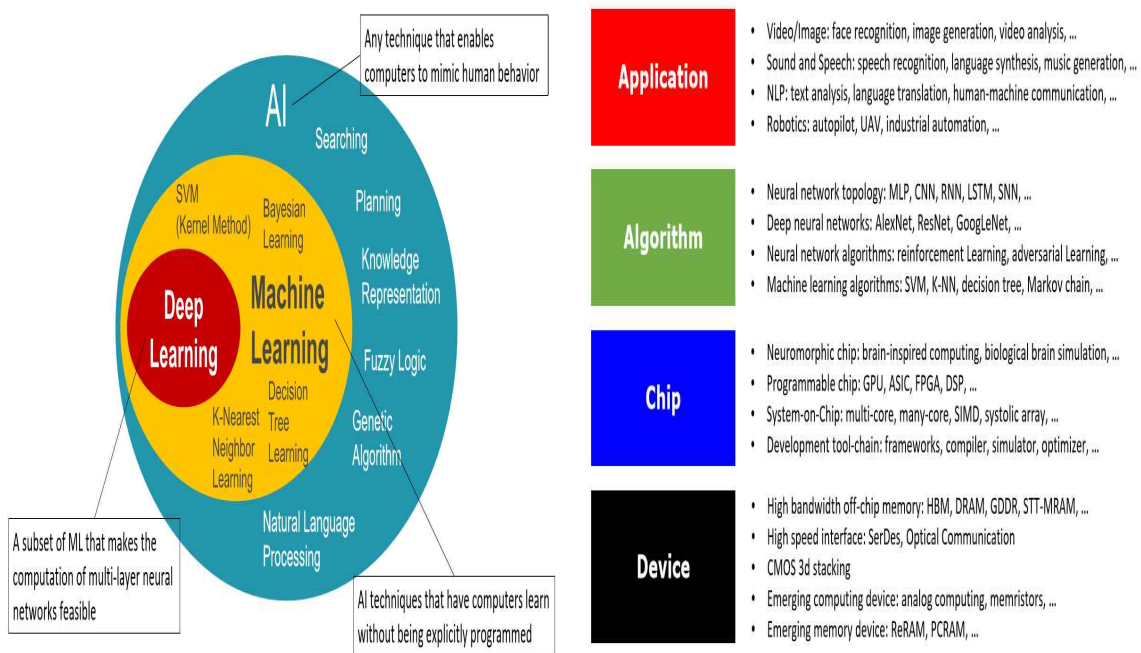 Any technique that enables
computers to mimic human behavior
AI
Searching
Planning
Knowledge
Representation
Fuzzy Logic
Genetic
Algorithm
Natural Language
Processing
SVM
(Kernel Method)
Bayesian
Learning
Machine
Learning
Decision
Tree
Learning
K-Nearest
Neighbor
Learning
Deep
Learning
A subset of ML that makes the
computation of multi-layer neural
networks feasible
AI techniques that have computers learn
without being explicitly programmed
Application
• Video/Image: face recognition, image generation, video analysis, ...
• Sound and Speech: speech recognition, language synthesis, music generation, ...
• NLP: text analysis, language translation, human-machine communication, ...
• Robotics: autopilot, UAV, industrial automation, ...
Algorithm
• Neural network topology: MLP, CNN, RNN, LSTM, SNN, ...
• Deep neural networks: AlexNet, ResNet, GoogLeNet, ...
• Neural network algorithms: reinforcement Learning, adversarial Learning, ...
• Machine learning algorithms: SVM, K-NN, decision tree, Markov chain, ...
Chip
• Neuromorphic chip: brain-inspired computing, biological brain simulation, ...
• Programmable chip: GPU, ASIC, FPGA, DSP, ...
• System-on-Chip: multi-core, many-core, SIMD, systolic array, ...
• Development tool-chain: frameworks, compiler, simulator, optimizer, ...
Device
• High bandwidth off-chip memory: HBM, DRAM, GDDR, STT-MRAM, ...
• High speed interface: SerDes, Optical Communication
• CMOS 3d stacking
• Emerging computing device: analog computing, memristors, ...
• Emerging memory device: ReRAM, PCRAM, ...